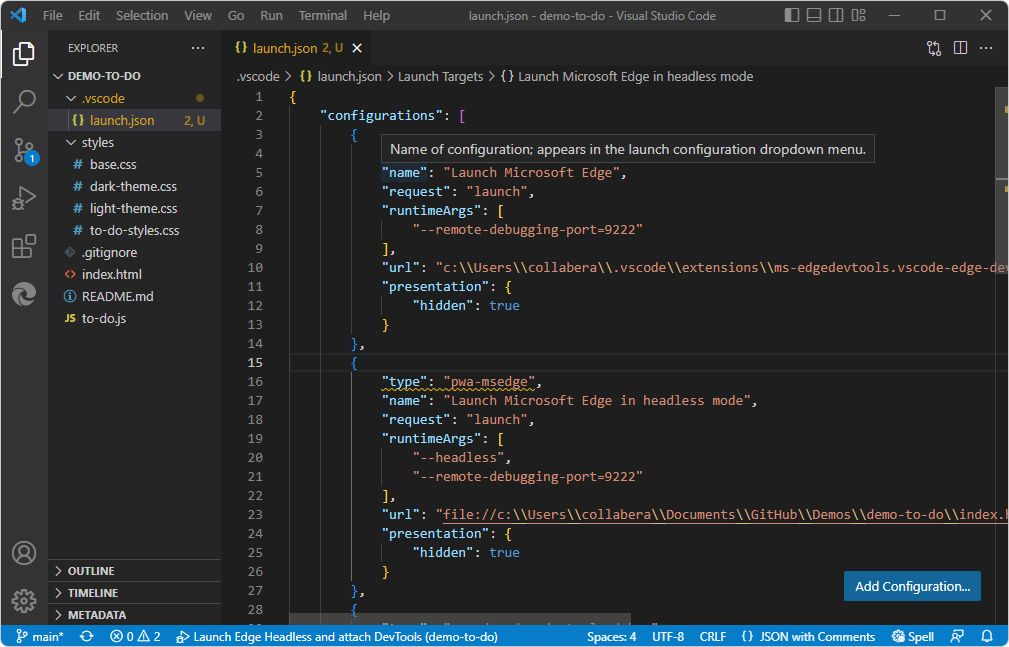 File Edit Selection View Go Run Terminal Help launch.json - demo-to-do - Visual Studio Code
EXPLORER ···
DEMO-TO-DO
.vscode
{} launch.json 2, U
styles
# base.css
# dark-theme.css
# light-theme.css
# to-do-styles.css
.gitignore
<> index.html
README.md
JS to-do.js
OUTLINE
TIMELINE
METADATA
1
{} launch.json 2, U ×
.vscode > {} launch.json > Launch Targets > {} Launch Microsoft Edge in headless mode
1 {
2 "configurations": [
3 {
4
Name of configuration; appears in the launch configuration dropdown menu.
5 "name": "Launch Microsoft Edge",
6 "request": "launch",
7 "runtimeArgs": [
8 "--remote-debugging-port=9222"
9 ],
10 "url": "c:\\Users\\collabera\\.vscode\\extensions\\ms-edgedevtools.vscode-edge-dev
11 "presentation": {
12 "hidden": true
13 }
14 },
15 {
16 "type": "pwa-msedge",
17 "name": "Launch Microsoft Edge in headless mode",
18 "request": "launch",
19 "runtimeArgs": [
20 "--headless",
21 "--remote-debugging-port=9222"
22 ],
23 "url": "file://c:\\Users\\collabera\\Documents\\GitHub\\Demos\\demo-to-do\\index.h
24 "presentation": {
25 "hidden": true
26 }
27 },
28 {
Add Configuration...
main* 0 2 Launch Edge Headless and attach DevTools (demo-to-do) Spaces: 4 UTF-8 CRLF {} JSON with Comments Spell